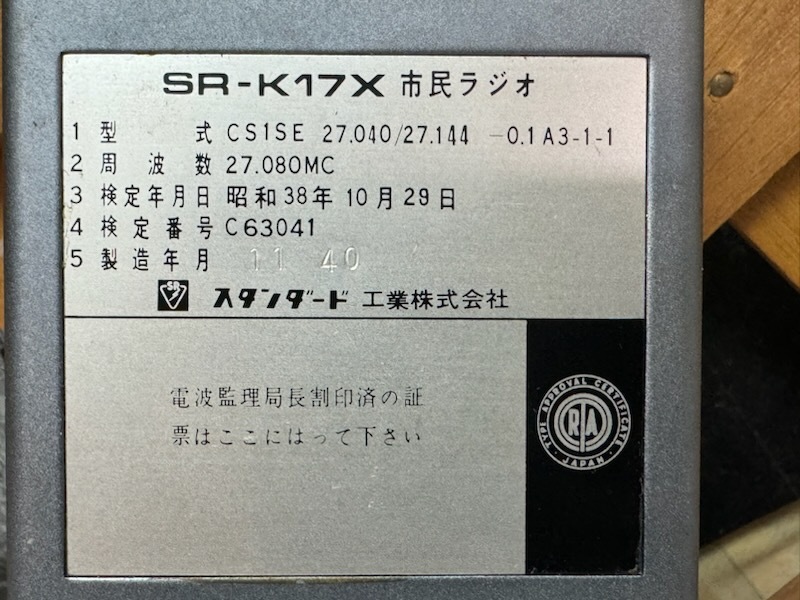 SR-K17X 市民ラジオ
1 型 式 CS1SE 27.040/27.144 -0.1A3-1-1
2 周波数 27.080MC
3 検定年月日 昭和38年10月29日
4 検定番号 C63041
5 製造年月 11 40
SR スタンダード工業株式会社
電波監理局長割印済の証
票はここにはって下さい
TYPE APPROVAL CERTIFICATE
RTA
JAPAN